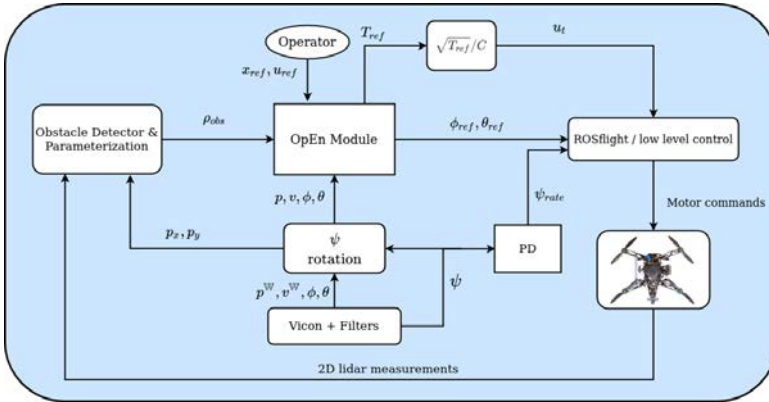 T_ref
u_t
Operator
√T_ref/C
x_ref, u_ref
Obstacle Detector &
Parameterization
ρ_obs
OpEn Module
ϕ_ref, θ_ref
ROSflight / low level control
p, v, ϕ, θ
ψ_rate
Motor commands
p_x, p_y
ψ
rotation
PD
p^𝕎, v^𝕎, ϕ, θ
ψ
Vicon + Filters
2D lidar measurements